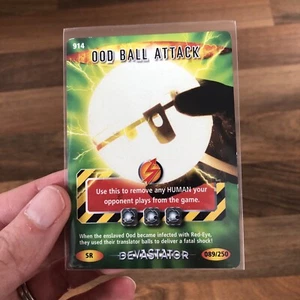 914
OOD BALL ATTACK
Use this to remove any HUMAN your
opponent plays from the game.
When the enslaved Ood became infected with Red-Eye,
they used their translator balls to deliver a fatal shock!
SR
DEVASTATOR
089/250